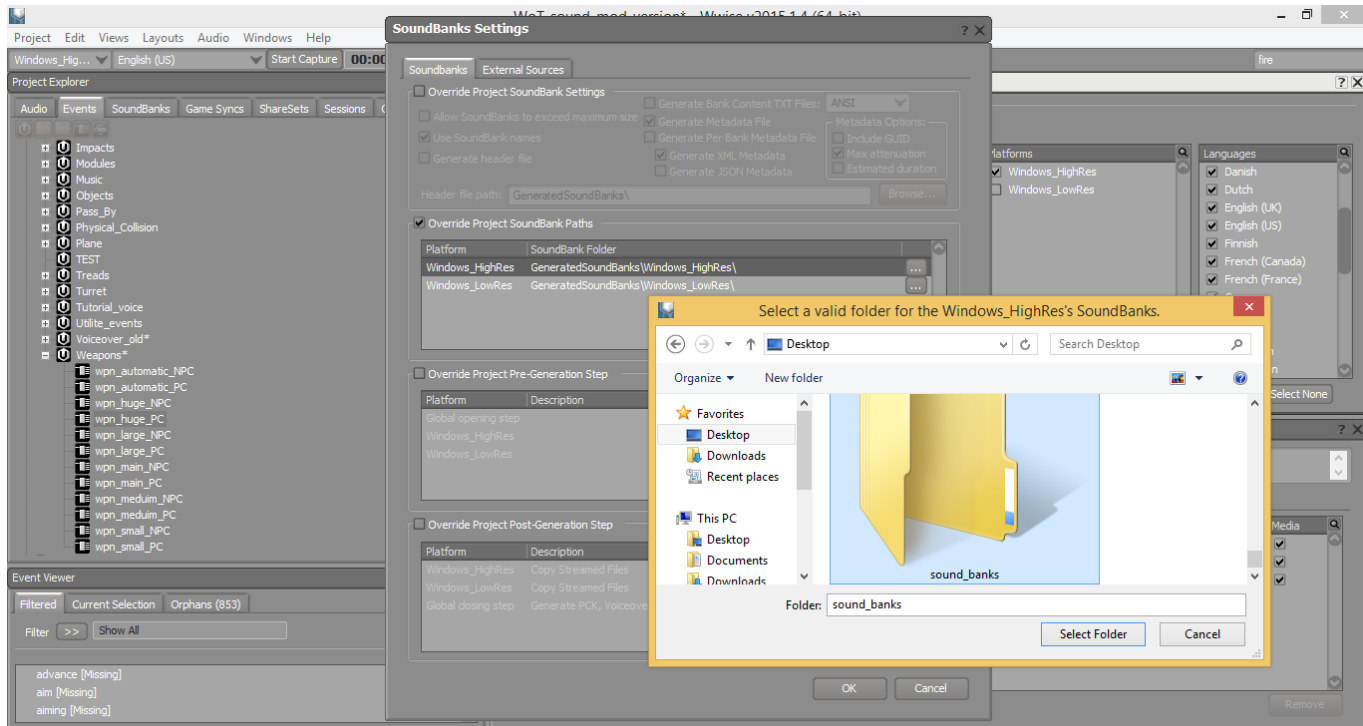 WoT_sound_mod_version* - Wwise v2015.1.4 (64-bit)
Project Edit Views Layouts Audio Windows Help
Windows_Hig... English (US) Start Capture 00:00
fire
Project Explorer
Audio Events SoundBanks Game Syncs ShareSets Sessions
Impacts
Modules
Music
Objects
Pass_By
Physical_Collision
Plane
TEST
Treads
Turret
Tutorial_voice
Utilite_events
Voiceover_old*
Weapons*
wpn_automatic_NPC
wpn_automatic_PC
wpn_huge_NPC
wpn_huge_PC
wpn_large_NPC
wpn_large_PC
wpn_main_NPC
wpn_main_PC
wpn_meduim_NPC
wpn_meduim_PC
wpn_small_NPC
wpn_small_PC
Event Viewer
Filtered Current Selection Orphans (853)
Filter >> Show All
advance [Missing]
aim [Missing]
aiming [Missing]
SoundBanks Settings
Soundbanks External Sources
Override Project SoundBank Settings
Allow SoundBanks to exceed maximum size
Use SoundBank names
Generate header file
Generate Bank Content TXT Files: ANSI
Generate Metadata File
Generate Per Bank Metadata File
Generate XML Metadata
Generate JSON Metadata
Metadata Options:
Include GUID
Max attenuation
Estimated duration
Header file path: GeneratedSoundBanks\ Browse...
Override Project SoundBank Paths
Platform SoundBank Folder
Windows_HighRes GeneratedSoundBanks\Windows_HighRes\ ...
Windows_LowRes GeneratedSoundBanks\Windows_LowRes\ ...
Override Project Pre-Generation Step
Platform Description
Global opening step
Windows_HighRes
Windows_LowRes
Override Project Post-Generation Step
Platform Description
Windows_HighRes Copy Streamed Files
Windows_LowRes Copy Streamed Files
Global closing step Generate PCK, Voiceove
OK Cancel
Select a valid folder for the Windows_HighRes's SoundBanks.
Desktop
Search Desktop
Organize New folder
Favorites
Desktop
Downloads
Recent places
This PC
Desktop
Documents
Downloads
sound_banks
Folder: sound_banks
Select Folder Cancel
latforms
Windows_HighRes
Windows_LowRes
Languages
Danish
Dutch
English (UK)
English (US)
Finnish
French (Canada)
French (France)
Select None
Media
Remove